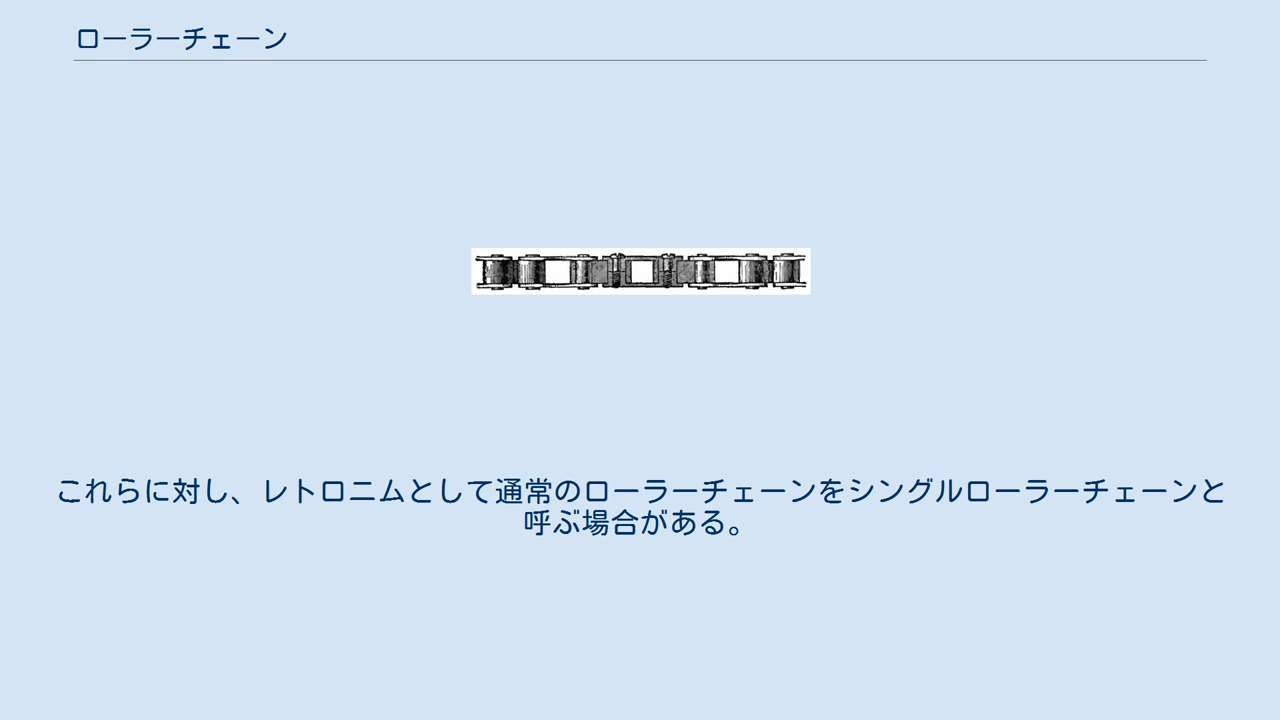 ローラーチェーン
これらに対し、レトロニムとして通常のローラーチェーンをシングルローラーチェーンと
呼ぶ場合がある。